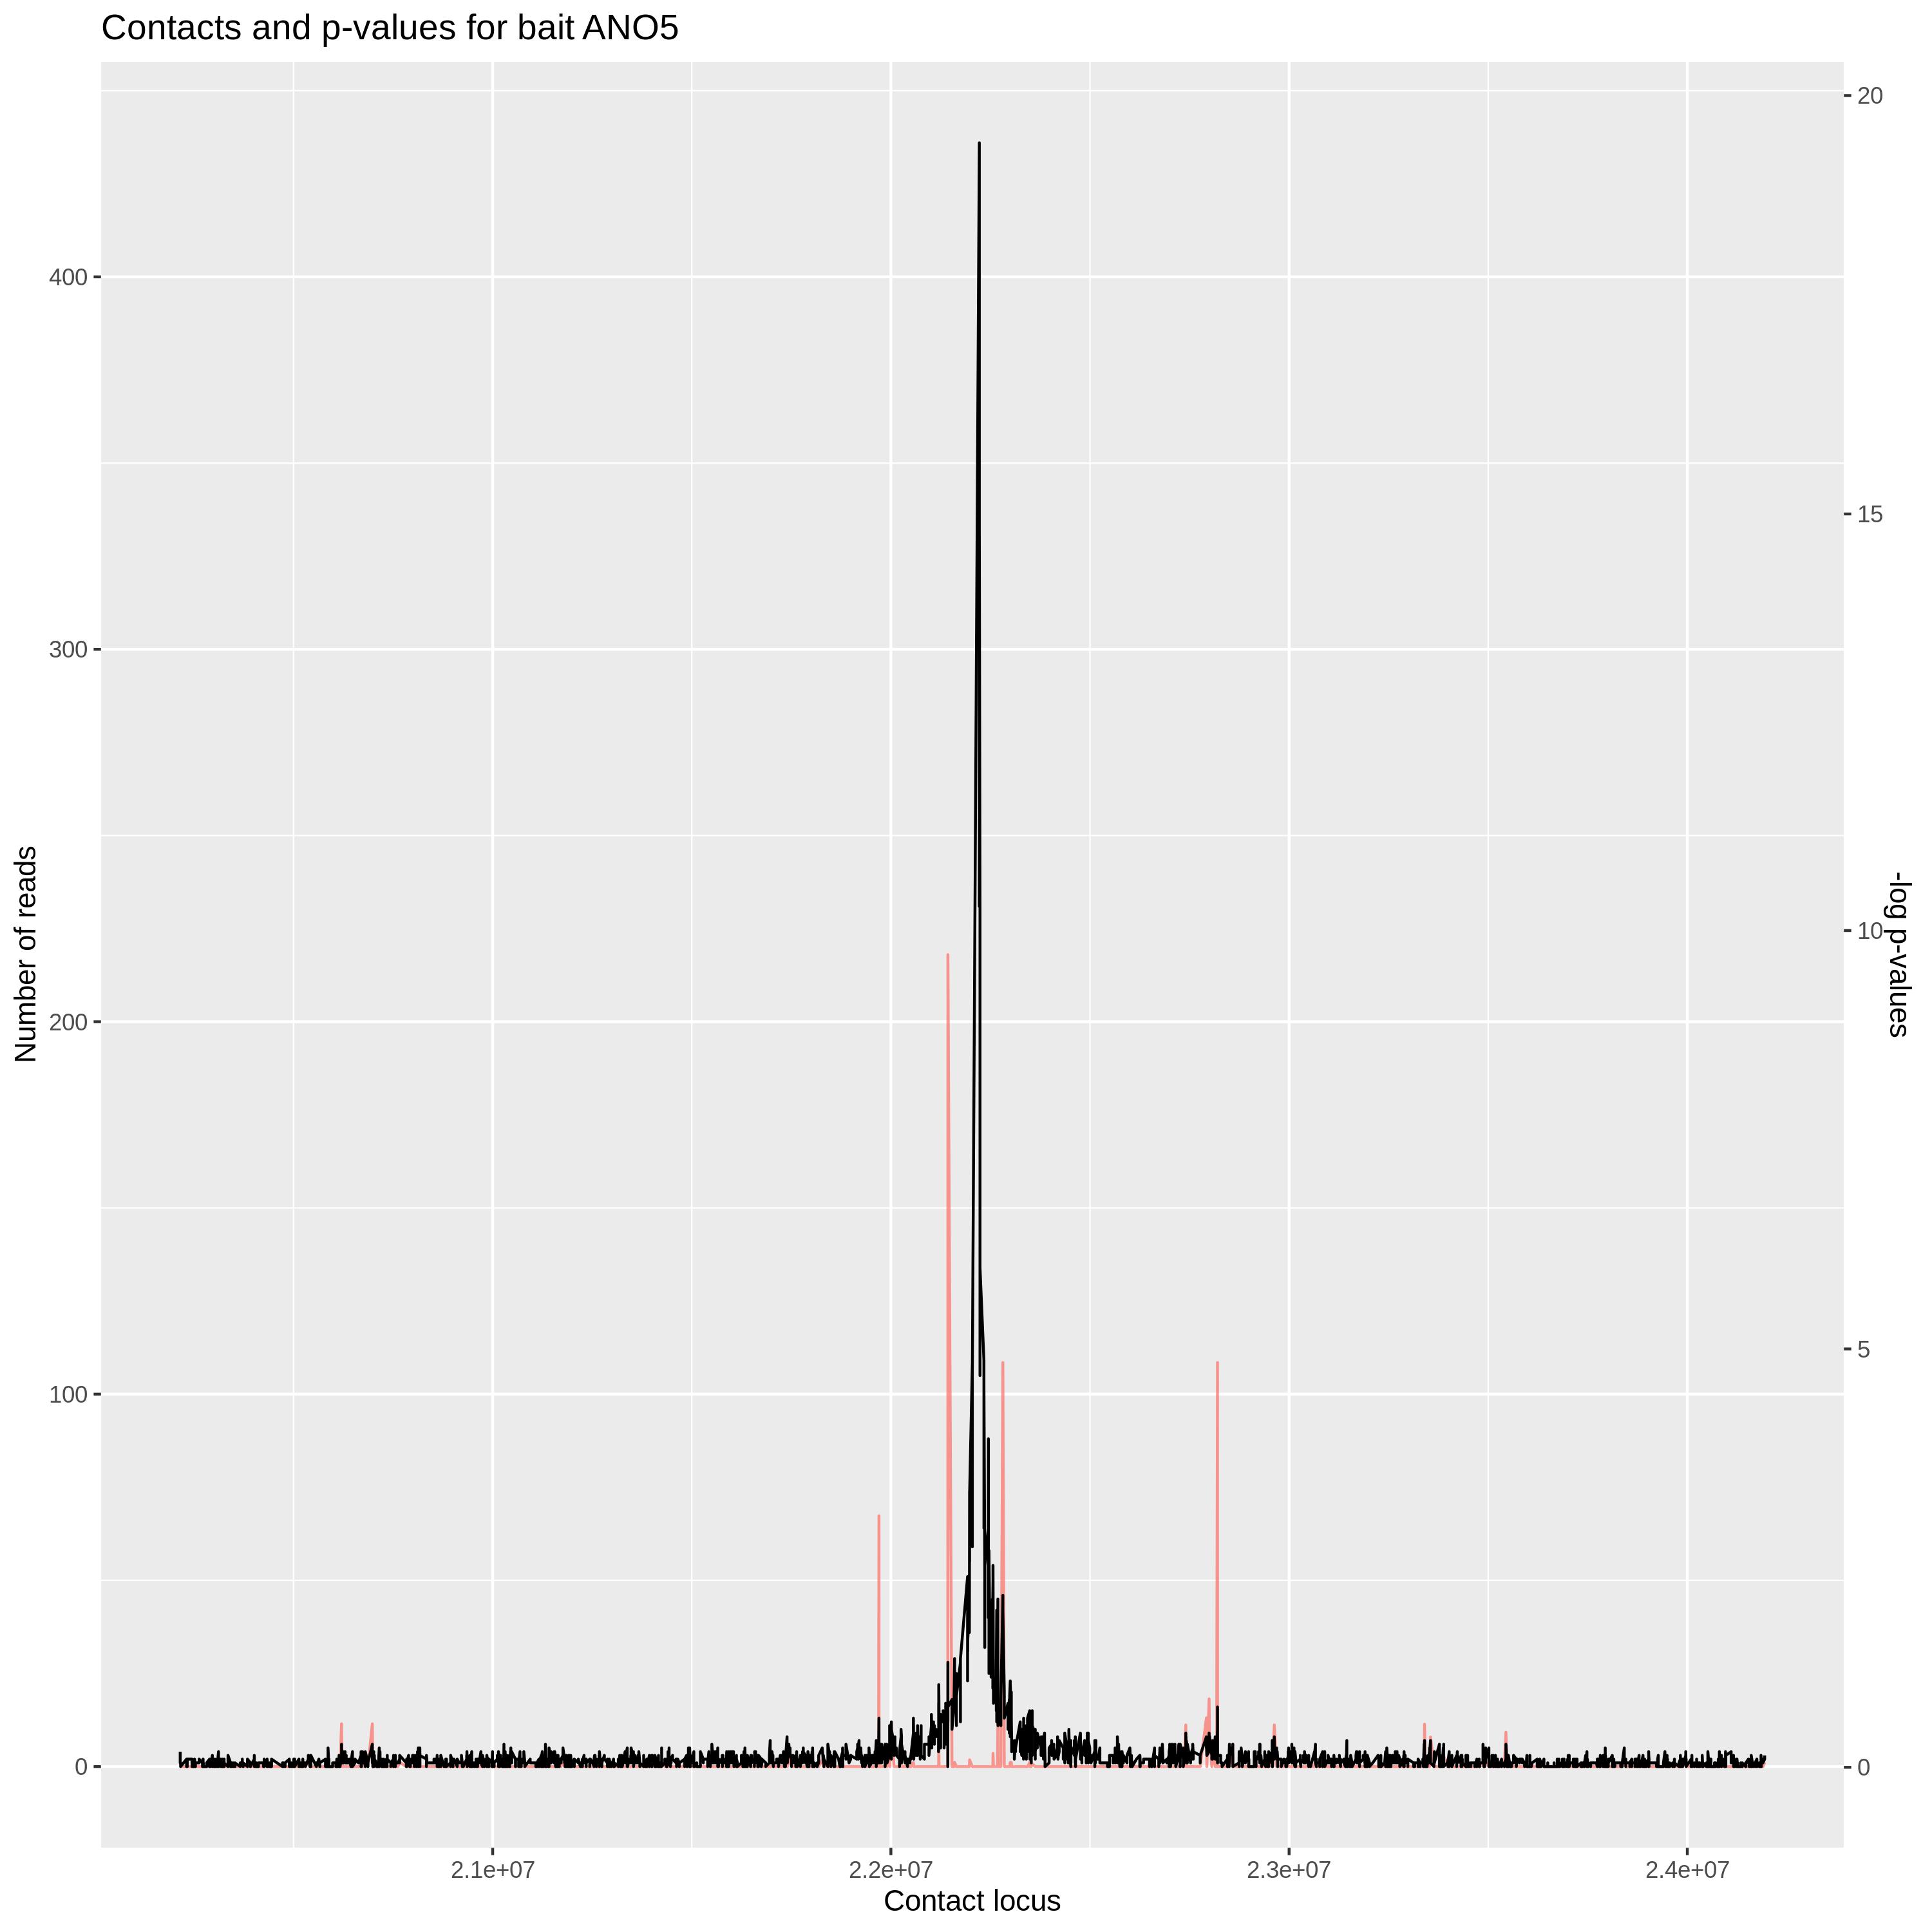 Contacts and p-values for bait ANO5
Number of reads
400
300
200
100
0
20
15
10
5
0
-log p-values
2.1e+07
2.2e+07
2.3e+07
2.4e+07
Contact locus